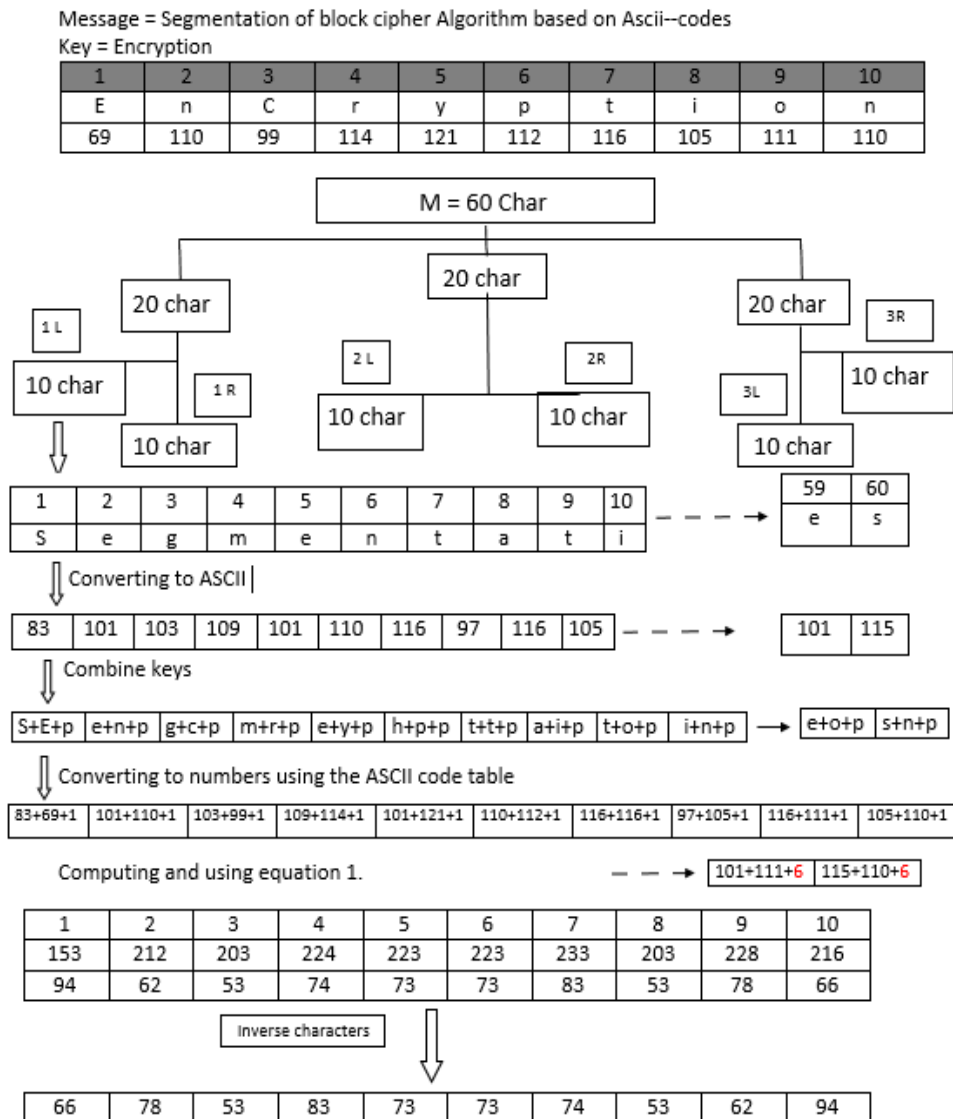 Message = Segmentation of block cipher Algorithm based on Ascii--codes
Key = Encryption
1 2 3 4 5 6 7 8 9 10
E n C r y p t i o n
69 110 99 114 121 112 116 105 111 110
M = 60 Char
20 char 20 char 20 char
1 L 3R
10 char 1 R 2 L 2R 3L 10 char
10 char 10 char 10 char 10 char
1 2 3 4 5 6 7 8 9 10 59 60
S e g m e n t a t i e s
Converting to ASCII
83 101 103 109 101 110 116 97 116 105 101 115
Combine keys
S+E+p e+n+p g+c+p m+r+p e+y+p h+p+p t+t+p a+i+p t+o+p i+n+p e+o+p s+n+p
Converting to numbers using the ASCII code table
83+69+1 101+110+1 103+99+1 109+114+1 101+121+1 110+112+1 116+116+1 97+105+1 116+111+1 105+110+1
Computing and using equation 1. 101+111+6 115+110+6
1 2 3 4 5 6 7 8 9 10
153 212 203 224 223 223 233 203 228 216
94 62 53 74 73 73 83 53 78 66
Inverse characters
66 78 53 83 73 73 74 53 62 94